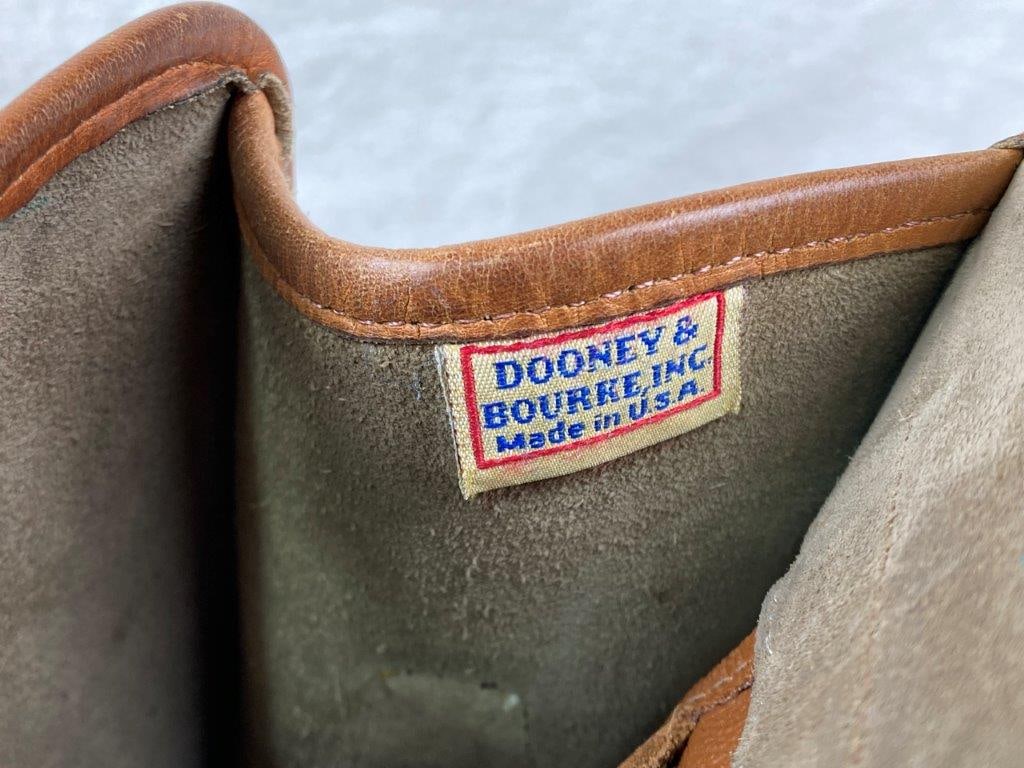 DOONEY &
BOURKE, INC.
Made in U.S.A.